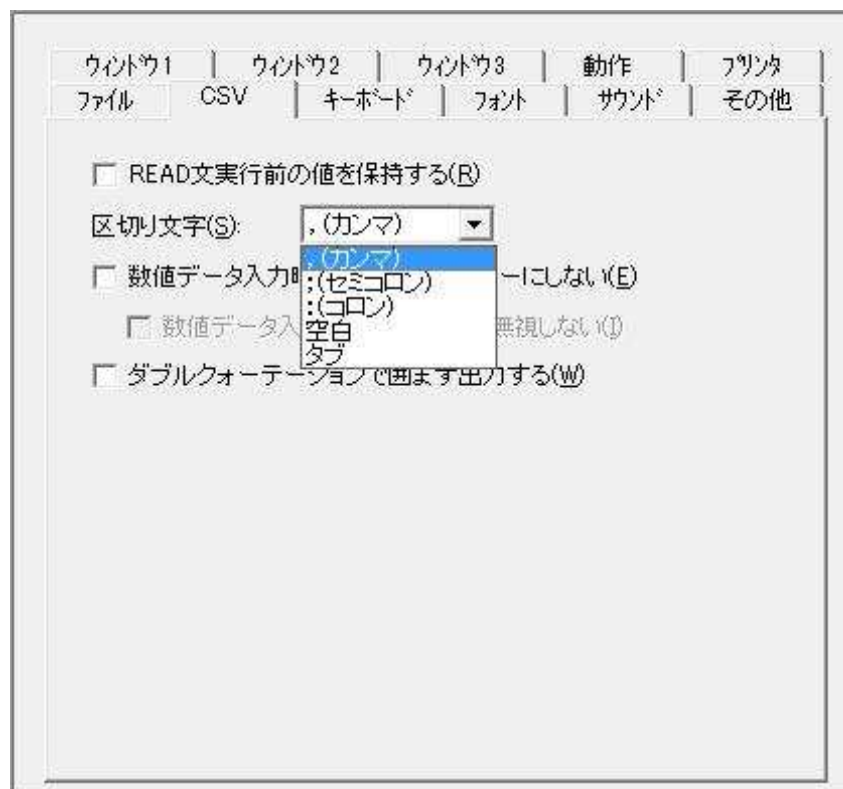 ウィンドウ1 ウィンドウ2 ウィンドウ3 動作 プリンタ
ファイル CSV キーボード フォント サウンド その他
READ文実行前の値を保持する(R)
区切り文字(S): ,(カンマ)
,(カンマ)
数値データ入力 ーにしない(E)
;(セミコロン)
:(コロン)
数値データ入 無視しない(I)
空白
タブ
ダブルクォーテーションで囲まず出力する(W)